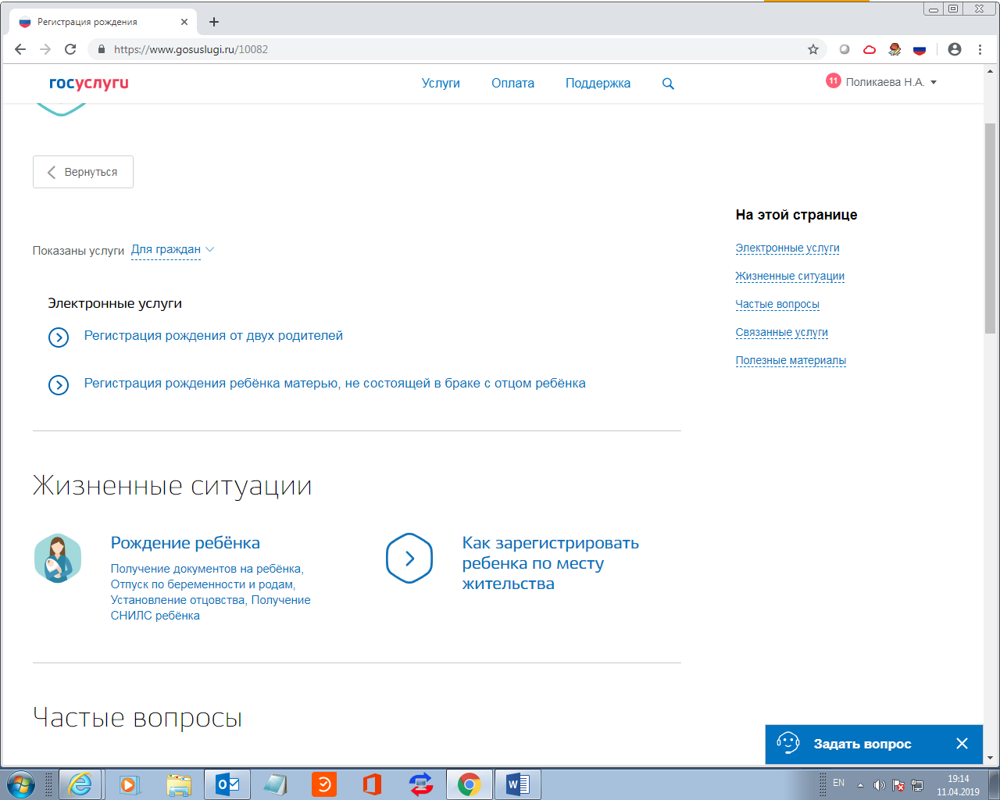 Регистрация рождения
https://www.gosuslugi.ru/10082
госуслуги
Услуги
Оплата
Поддержка
11 Поликаева Н.А.
Вернуться
На этой странице
Электронные услуги
Жизненные ситуации
Частые вопросы
Связанные услуги
Полезные материалы
Показаны услуги Для граждан
Электронные услуги
Регистрация рождения от двух родителей
Регистрация рождения ребёнка матерью, не состоящей в браке с отцом ребёнка
Жизненные ситуации
Рождение ребёнка
Получение документов на ребёнка,
Отпуск по беременности и родам,
Установление отцовства, Получение
СНИЛС ребёнка
Как зарегистрировать
ребенка по месту
жительства
Частые вопросы
Задать вопрос
EN
19:14
11.04.2019